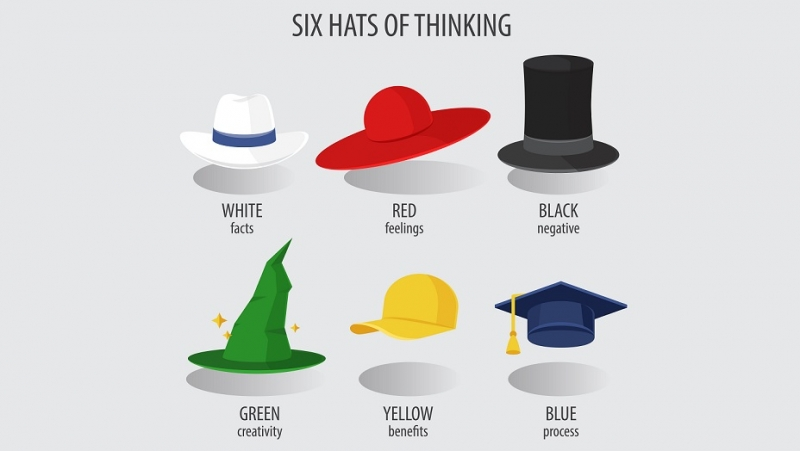 SIX HATS OF THINKING
WHITE
facts
RED
feelings
BLACK
negative
GREEN
creativity
YELLOW
benefits
BLUE
process